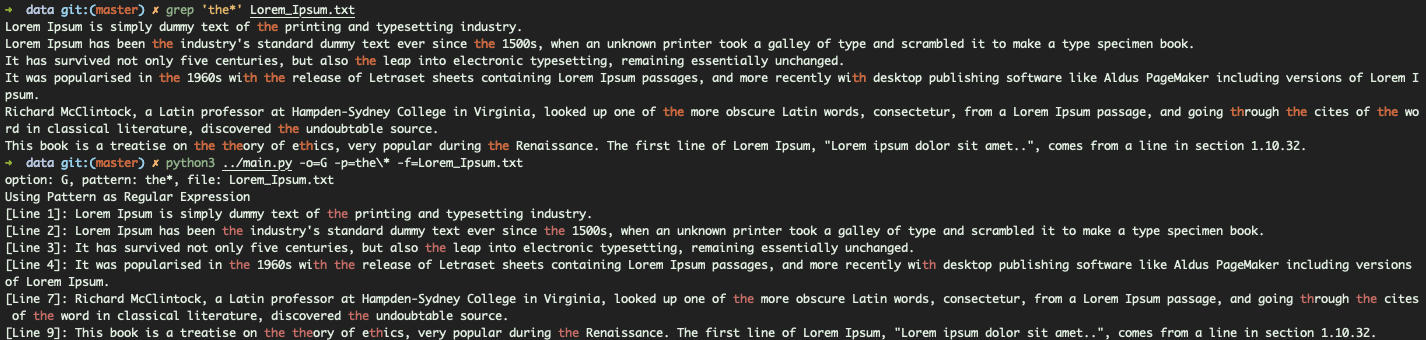 ➜ data git:(master) ✗ grep 'the*' Lorem_Ipsum.txt
Lorem Ipsum is simply dummy text of the printing and typesetting industry.
Lorem Ipsum has been the industry's standard dummy text ever since the 1500s, when an unknown printer took a galley of type and scrambled it to make a type specimen book.
It has survived not only five centuries, but also the leap into electronic typesetting, remaining essentially unchanged.
It was popularised in the 1960s with the release of Letraset sheets containing Lorem Ipsum passages, and more recently with desktop publishing software like Aldus PageMaker including versions of Lorem I
psum.
Richard McClintock, a Latin professor at Hampden-Sydney College in Virginia, looked up one of the more obscure Latin words, consectetur, from a Lorem Ipsum passage, and going through the cites of the wo
rd in classical literature, discovered the undoubtable source.
This book is a treatise on the theory of ethics, very popular during the Renaissance. The first line of Lorem Ipsum, "Lorem ipsum dolor sit amet..", comes from a line in section 1.10.32.
➜ data git:(master) ✗ python3 ../main.py -o=G -p=the\* -f=Lorem_Ipsum.txt
option: G, pattern: the*, file: Lorem_Ipsum.txt
Using Pattern as Regular Expression
[Line 1]: Lorem Ipsum is simply dummy text of the printing and typesetting industry.
[Line 2]: Lorem Ipsum has been the industry's standard dummy text ever since the 1500s, when an unknown printer took a galley of type and scrambled it to make a type specimen book.
[Line 3]: It has survived not only five centuries, but also the leap into electronic typesetting, remaining essentially unchanged.
[Line 4]: It was popularised in the 1960s with the release of Letraset sheets containing Lorem Ipsum passages, and more recently with desktop publishing software like Aldus PageMaker including versions
of Lorem Ipsum.
[Line 7]: Richard McClintock, a Latin professor at Hampden-Sydney College in Virginia, looked up one of the more obscure Latin words, consectetur, from a Lorem Ipsum passage, and going through the cites
of the word in classical literature, discovered the undoubtable source.
[Line 9]: This book is a treatise on the theory of ethics, very popular during the Renaissance. The first line of Lorem Ipsum, "Lorem ipsum dolor sit amet..", comes from a line in section 1.10.32.